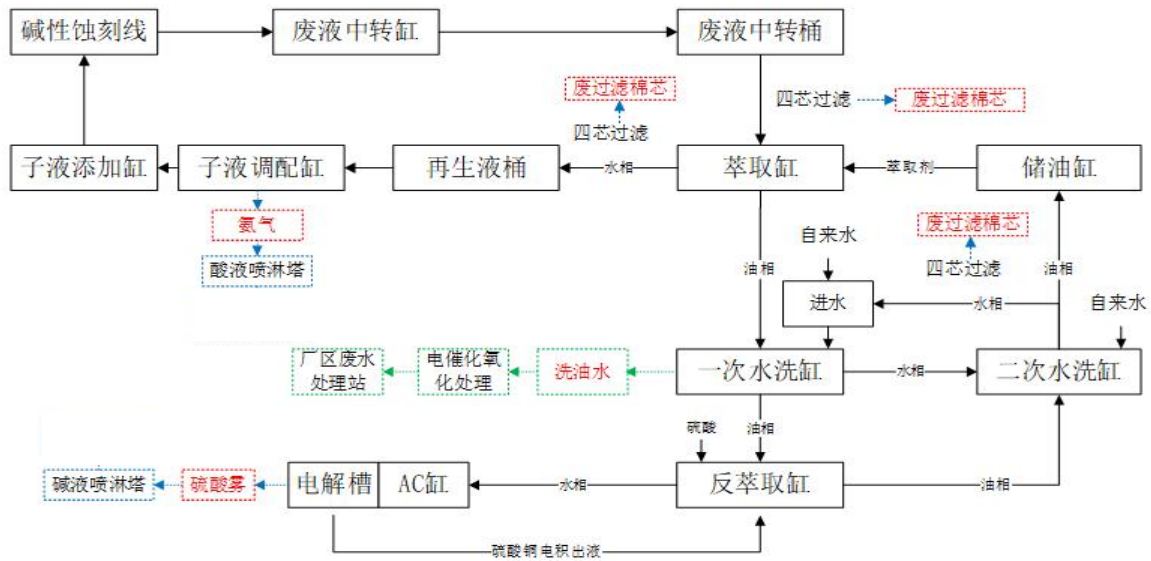 碱性蚀刻线
废液中转缸
废液中转桶
废过滤棉芯
四芯过滤
四芯过滤
废过滤棉芯
子液添加缸
子液调配缸
再生液桶
水相
萃取缸
萃取剂
储油缸
氨气
酸液喷淋塔
油相
自来水
进水
废过滤棉芯
四芯过滤
油相
水相
自来水
厂区废水
处理站
电催化氧
化处理
洗油水
一次水洗缸
水相
二次水洗缸
硫酸
油相
碱液喷淋塔
硫酸雾
电解槽
AC缸
水相
反萃取缸
油相
硫酸铜电积出液